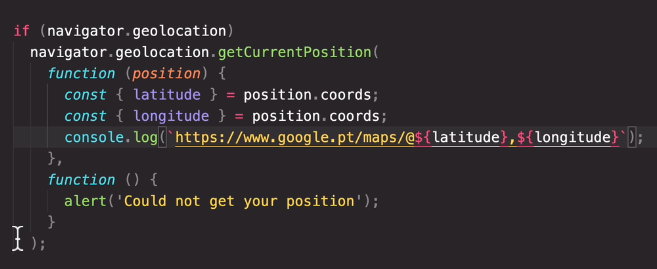 if (navigator.geolocation)
navigator.geolocation.getCurrentPosition(
function (position) {
const { latitude } = position.coords;
const { longitude } = position.coords;
console.log(`https://www.google.pt/maps/@${latitude},${longitude}`);
},
function () {
alert('Could not get your position');
}
);